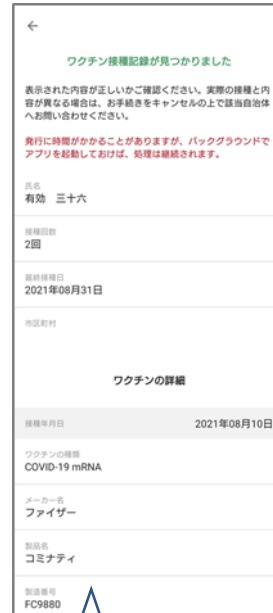 ←
ワクチン接種記録が見つかりました
表示された内容が正しいかご確認ください。実際の接種と内
容が異なる場合は、お手続きをキャンセルの上で該当自治体
へお問い合わせください。
発行に時間がかかることがありますが、バックグラウンドで
アプリを起動しておけば、処理は継続されます。
氏名
有効 三十六
接種回数
2回
最終接種日
2021年08月31日
市区町村
ワクチンの詳細
接種年月日 2021年08月10日
ワクチンの種類
COVID-19 mRNA
メーカー名
ファイザー
製品名
コミナティ
製造番号
FC9880